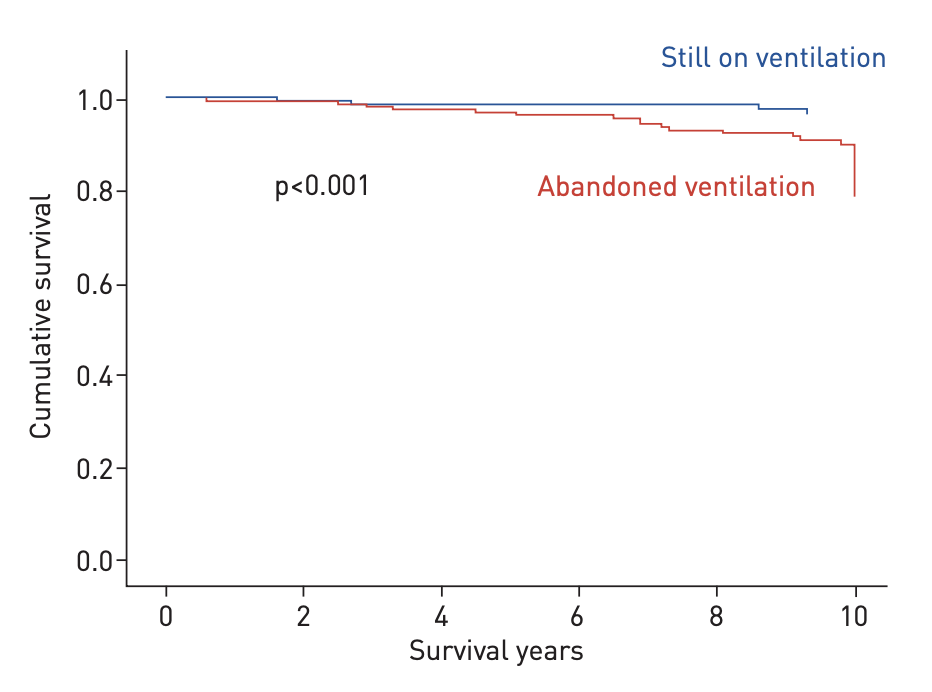 Still on ventilation
1.0
p<0.001
Abandoned ventilation
0.8
0.6
0.4
0.2
0.0
Cumulative survival
0 2 4 6 8 10
Survival years